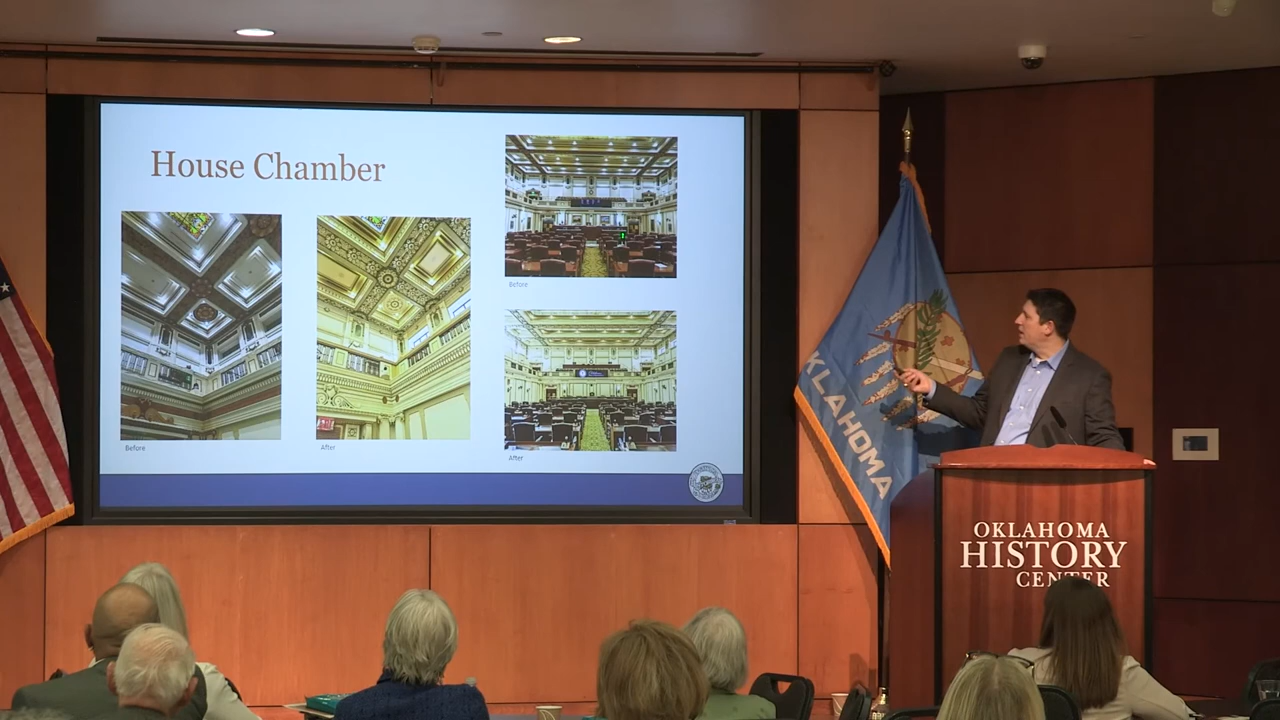 House Chamber
Before
After
Before
After
OKLAHOMA
OKLAHOMA
HISTORY
CENTER